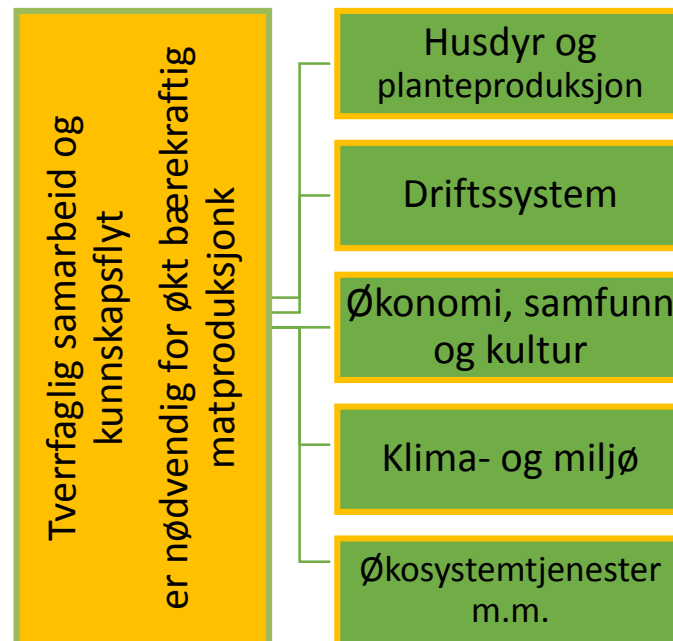 Tverrfaglig samarbeid og
kunnskapsflyt
er nødvendig for økt bærekraftig
matproduksjonk
Husdyr og
planteproduksjon
Driftssystem
Økonomi, samfunn
og kultur
Klima- og miljø
Økosystemtjenester
m.m.